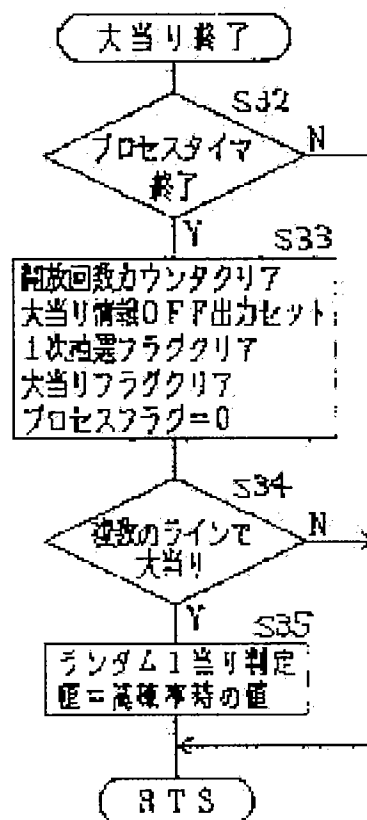 大当り終了
S32
プロセスタイマ
終了
N
Y
S33
開放回数カウンタクリア
大当り情報OFF出力セット
1次抽選フラグクリア
大当りフラグクリア
プロセスフラグ=0
S34
複数のラインで
大当り
N
Y
S35
ランダム1当り判定
値=高確率時の値
RTS